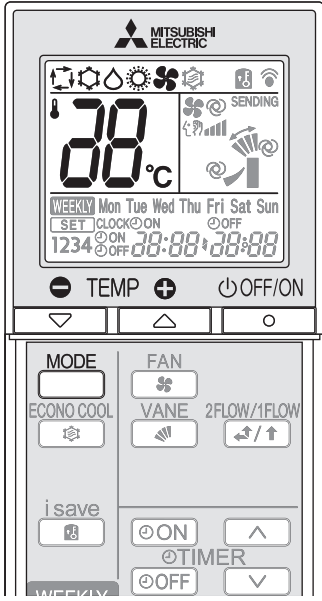 MITSUBISHI
ELECTRIC
SENDING
88°C
WEEKLY Mon Tue Wed Thu Fri Sat Sun
SET CLOCK ON OFF
1234 ON OFF 88:88 88:88
TEMP OFF/ON
MODE FAN
ECONO COOL VANE 2FLOW/1FLOW
i save
ON
TIMER
OFF
WEEKLY